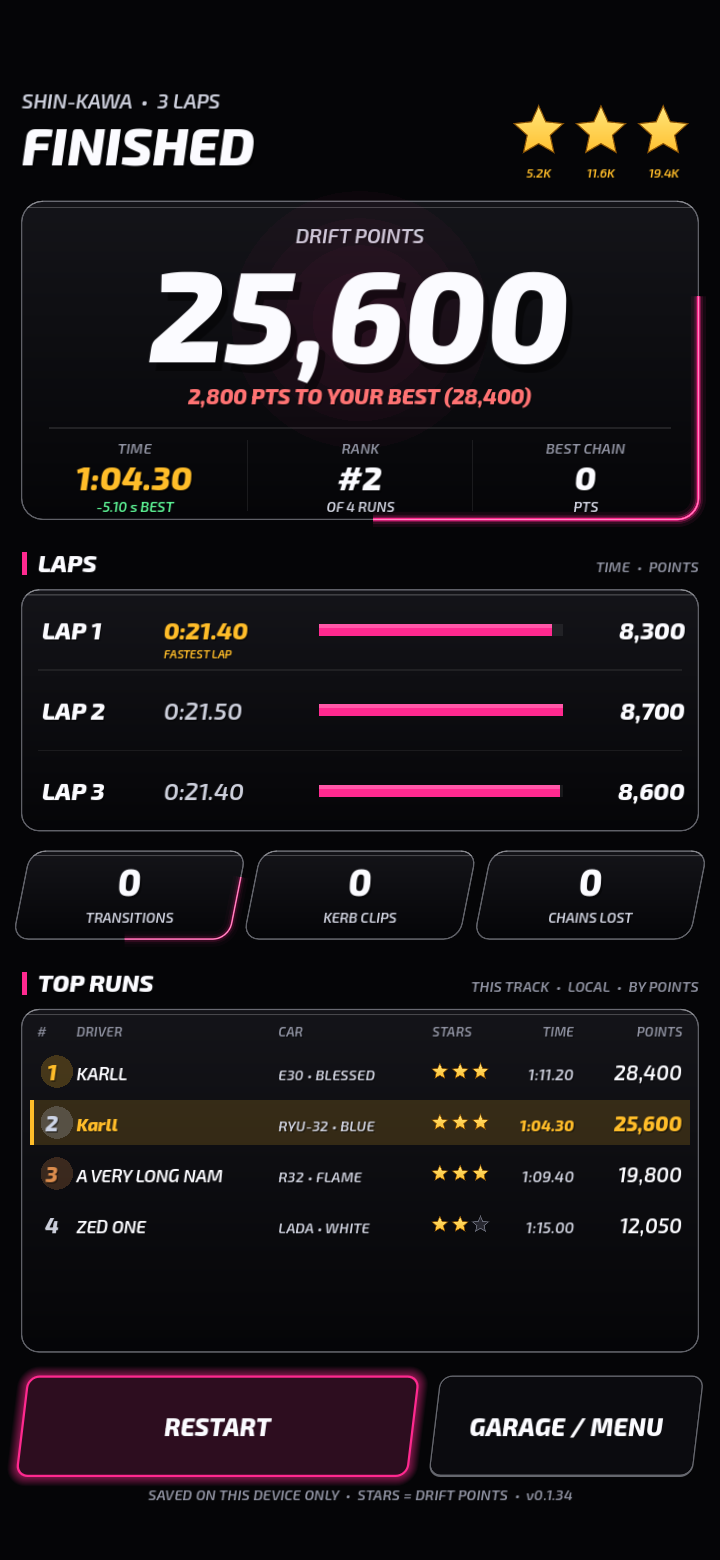 SHIN-KAWA • 3 LAPS
FINISHED
5.2K 11.6K 19.4K
DRIFT POINTS
25,600
2,800 PTS TO YOUR BEST (28,400)
TIME RANK BEST CHAIN
1:04.30 #2 0
-5.10 s BEST OF 4 RUNS PTS
LAPS TIME • POINTS
LAP 1 0:21.40 8,300
FASTEST LAP
LAP 2 0:21.50 8,700
LAP 3 0:21.40 8,600
0 0 0
TRANSITIONS KERB CLIPS CHAINS LOST
TOP RUNS THIS TRACK • LOCAL • BY POINTS
# DRIVER CAR STARS TIME POINTS
1 KARLL E30 • BLESSED 1:11.20 28,400
2 Karll RYU-32 • BLUE 1:04.30 25,600
3 A VERY LONG NAM R32 • FLAME 1:09.40 19,800
4 ZED ONE LADA • WHITE 1:15.00 12,050
RESTART GARAGE / MENU
SAVED ON THIS DEVICE ONLY • STARS = DRIFT POINTS • v0.1.34